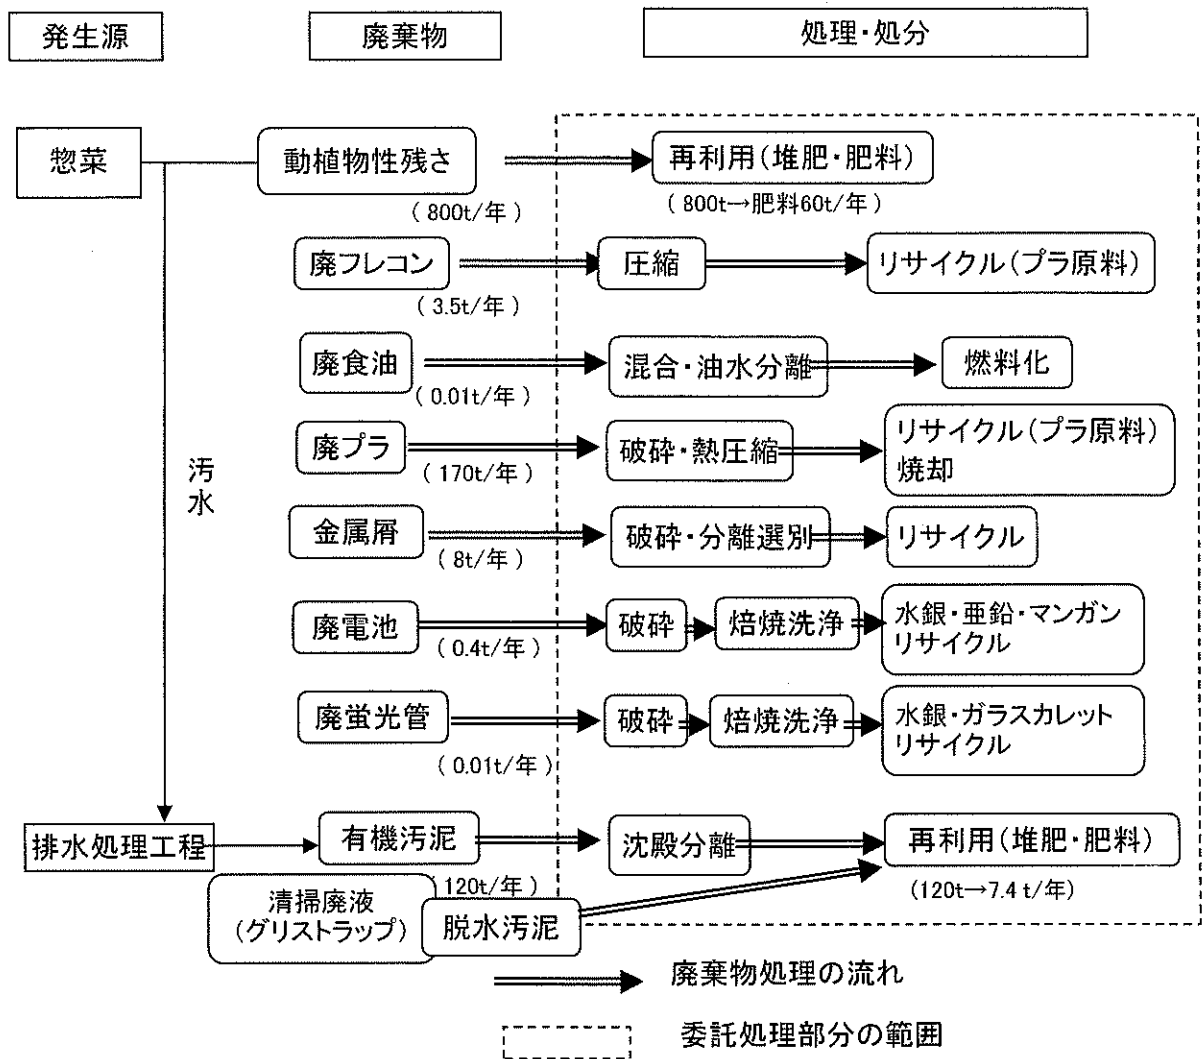 発生源
廃棄物
処理・処分
惣菜
動植物性残さ
再利用(堆肥・肥料)
( 800t/年 )
( 800t→肥料60t/年 )
廃フレコン
圧縮
リサイクル(プラ原料)
( 3.5t/年 )
廃食油
混合・油水分離
燃料化
( 0.01t/年 )
廃プラ
破砕・熱圧縮
リサイクル(プラ原料)
焼却
( 170t/年 )
汚水
金属屑
破砕・分離選別
リサイクル
( 8t/年 )
廃電池
破砕
焙焼洗浄
水銀・亜鉛・マンガン
リサイクル
( 0.4t/年 )
廃蛍光管
破砕
焙焼洗浄
水銀・ガラスカレット
リサイクル
( 0.01t/年 )
排水処理工程
有機汚泥
沈殿分離
再利用(堆肥・肥料)
( 120t/年 )
(120t→7.4 t/年)
清掃廃液
(グリストラップ)
脱水汚泥
廃棄物処理の流れ
委託処理部分の範囲